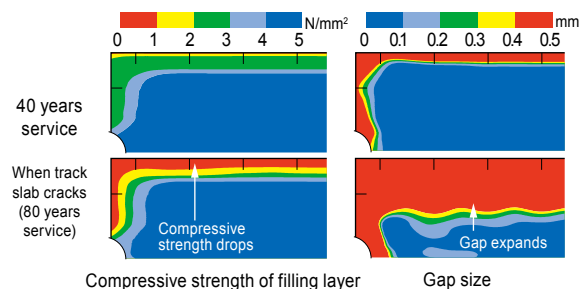 N/mm²
0 1 2 3 4 5
mm
0 0.1 0.2 0.3 0.4 0.5
40 years
service
When track
slab cracks
(80 years
service)
Compressive
strength drops
Gap expands
Compressive strength of filling layer
Gap size